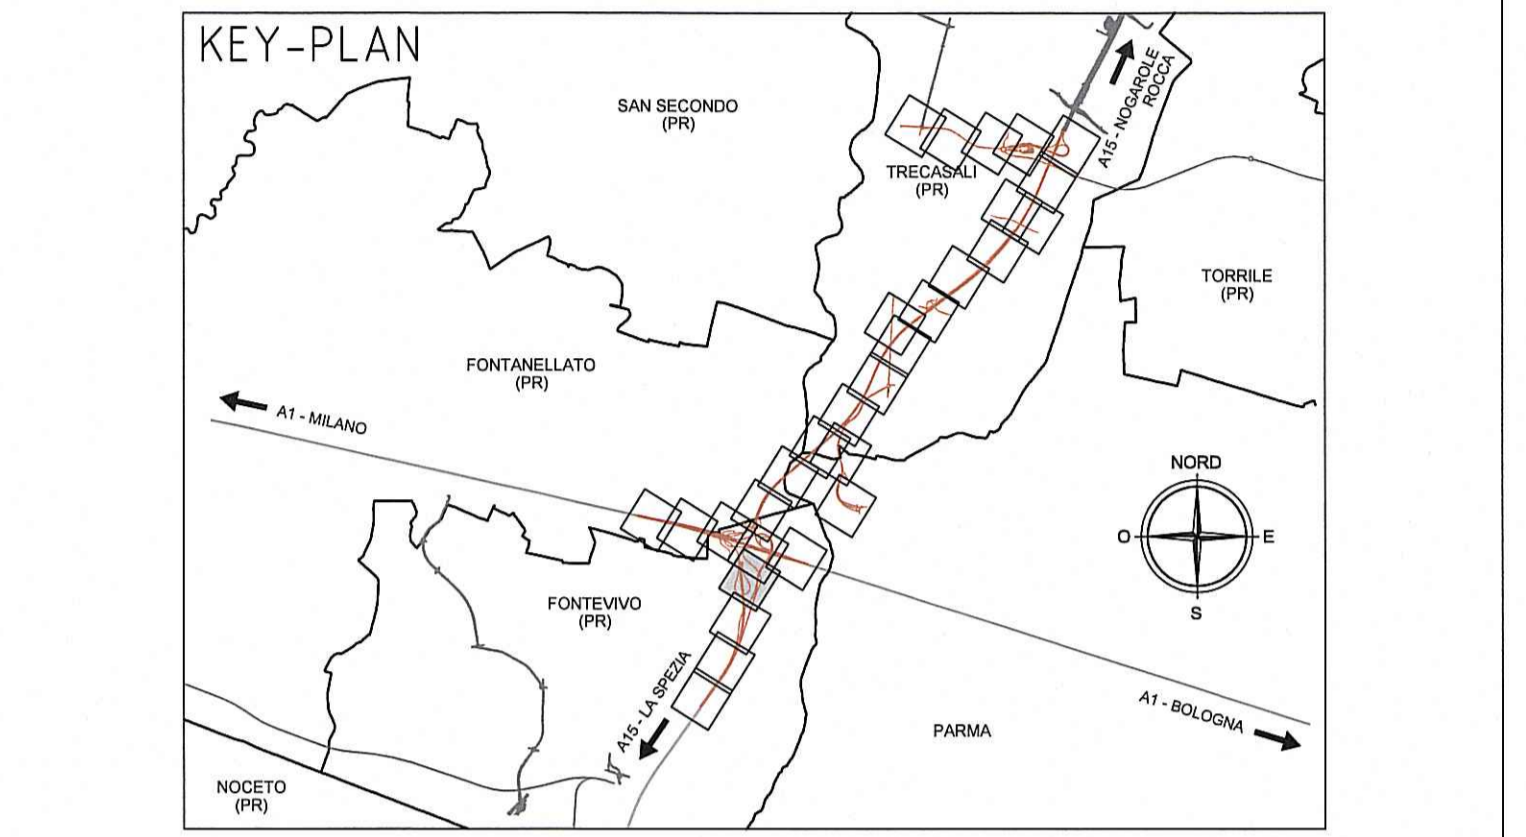 KEY-PLAN
SAN SECONDO
(PR)
A15 - NOGAROLE
ROCCA
TRECASALI
(PR)
TORRILE
(PR)
FONTANELLATO
(PR)
A1 - MILANO
NORD
O
E
S
FONTEVIVO
(PR)
A15 - LA SPEZIA
A1 - BOLOGNA
PARMA
NOCETO
(PR)